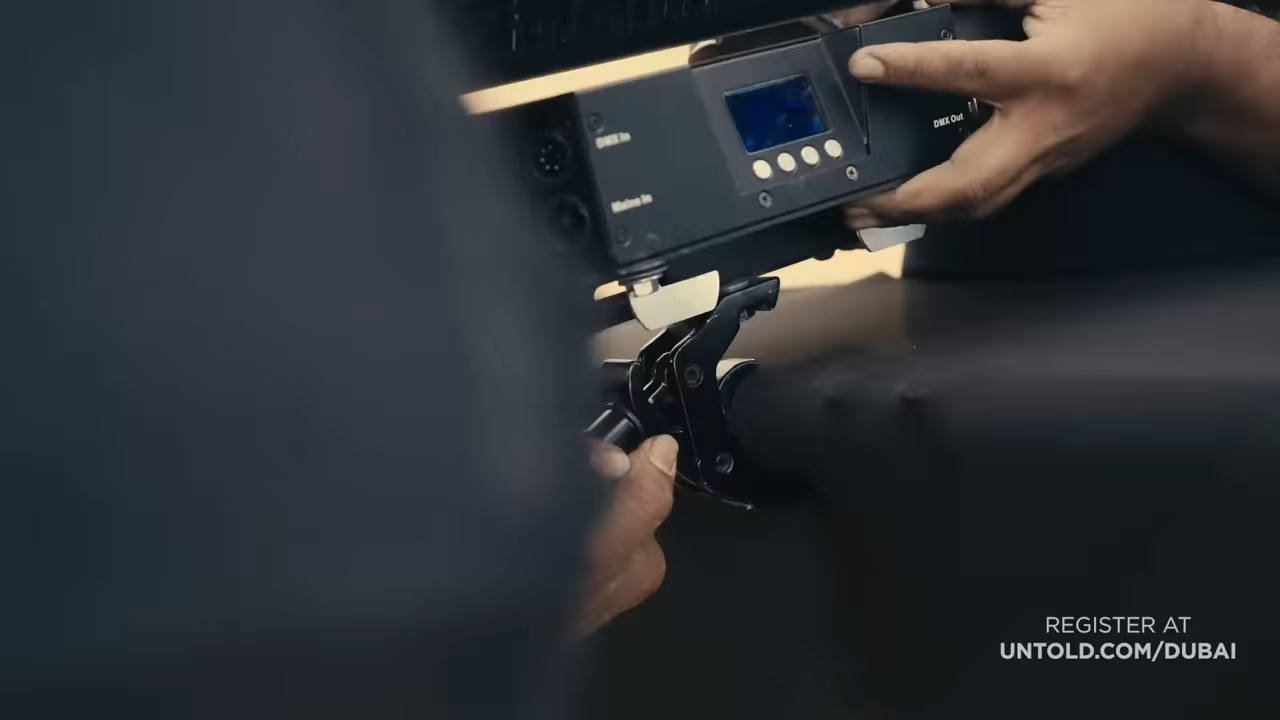 DMX In
DMX Out
Mains In
REGISTER AT
UNTOLD.COM/DUBAI